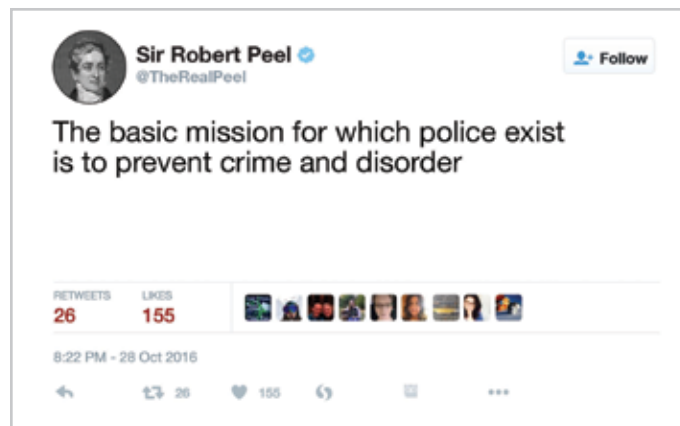 Sir Robert Peel
@TheRealPeel
Follow
The basic mission for which police exist
is to prevent crime and disorder
RETWEETS LIKES
26 155
8:22 PM - 28 Oct 2016
26 155